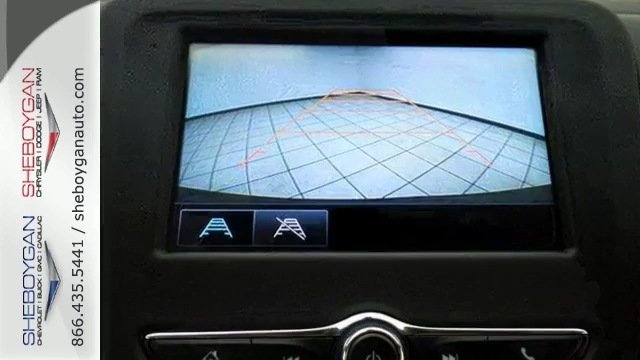 SHEBOYGAN
CHRYSLER | DODGE | JEEP | RAM
SHEBOYGAN
CHEVROLET | BUICK | GMC | CADILLAC
866.435.5441 / sheboyganauto.com